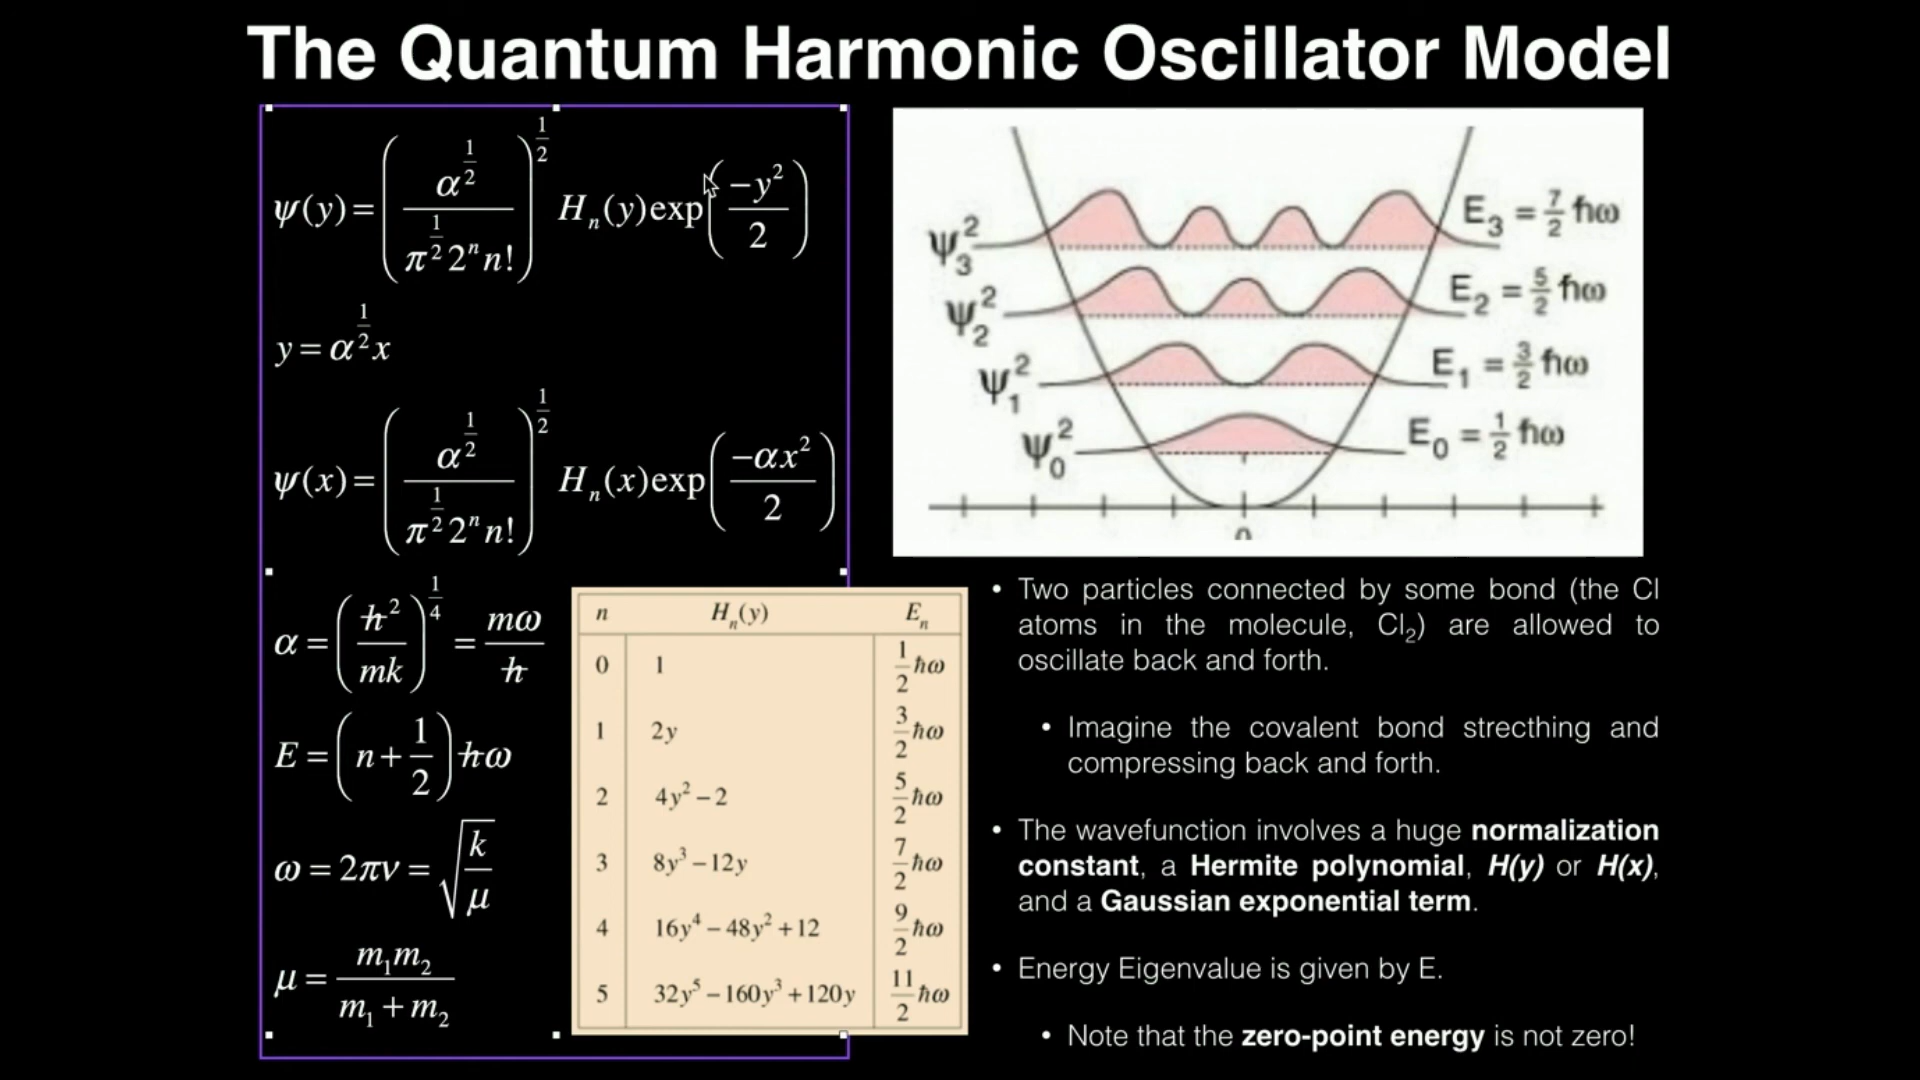 The Quantum Harmonic Oscillator Model
ψ(y) = (α^(1/2) / π^(1/2) 2ⁿ n!)^(1/2) Hₙ(y) exp(−y² / 2)
y = α^(1/2) x
ψ(x) = (α^(1/2) / π^(1/2) 2ⁿ n!)^(1/2) Hₙ(x) exp(−αx² / 2)
α = (ħ² / mk)^(1/4) = mω / ħ
E = (n + 1/2) ħω
ω = 2πν = √(k / μ)
μ = m₁m₂ / (m₁ + m₂)
n Hₙ(y) Eₙ
0 1 1/2 ħω
1 2y 3/2 ħω
2 4y² − 2 5/2 ħω
3 8y³ − 12y 7/2 ħω
4 16y⁴ − 48y² + 12 9/2 ħω
5 32y⁵ − 160y³ + 120y 11/2 ħω
ψ₃² E₃ = 7/2 ħω
ψ₂² E₂ = 5/2 ħω
ψ₁² E₁ = 3/2 ħω
ψ₀² E₀ = 1/2 ħω
0
• Two particles connected by some bond (the Cl
atoms in the molecule, Cl₂) are allowed to
oscillate back and forth.
• Imagine the covalent bond strecthing and
compressing back and forth.
• The wavefunction involves a huge normalization
constant, a Hermite polynomial, H(y) or H(x),
and a Gaussian exponential term.
• Energy Eigenvalue is given by E.
• Note that the zero-point energy is not zero!